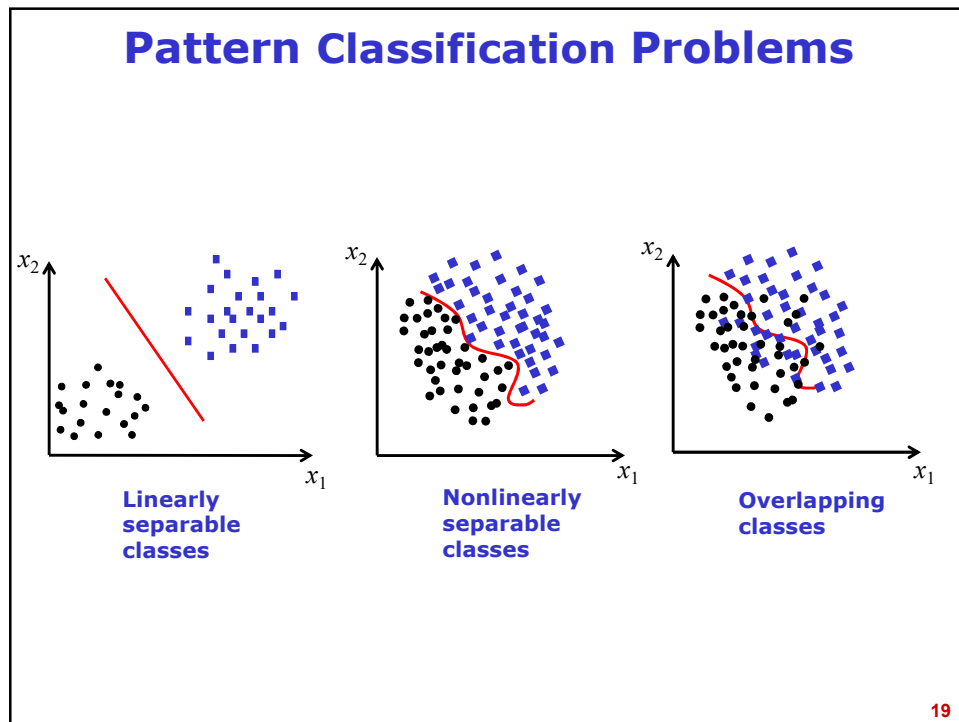 Pattern Classification Problems
x2
x1
Linearly
separable
classes
x2
x1
Nonlinearly
separable
classes
x2
x1
Overlapping
classes
19